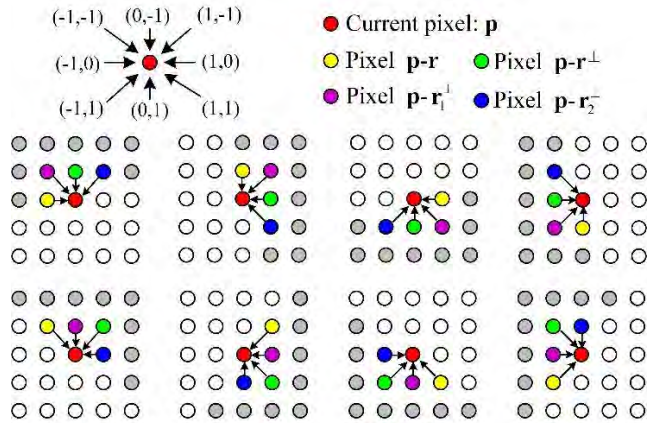 (-1,-1) (0,-1) (1,-1)
(-1,0) (1,0)
(-1,1) (0,1) (1,1)
Current pixel: p
Pixel p-r Pixel p-r⊥
Pixel p-r₁⊥ Pixel p-r₂⊥